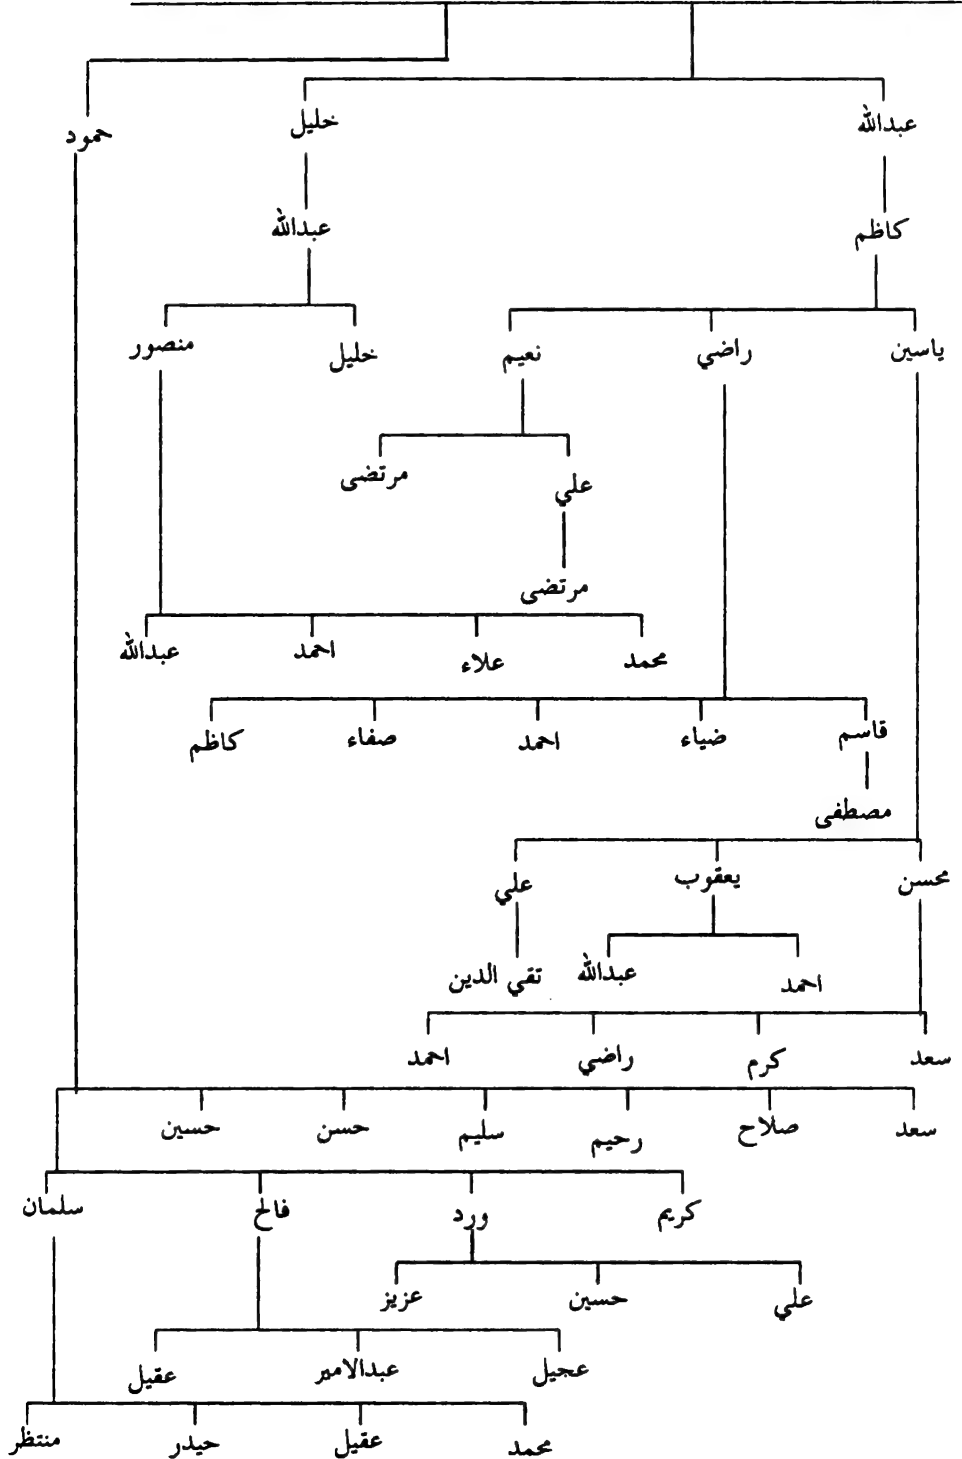 عبدالله خليل حمود
كاظم عبدالله
ياسين راضي نعيم خليل منصور
علي مرتضى
مرتضى
محمد علاء احمد عبدالله
قاسم ضياء احمد صفاء كاظم
مصطفى
محسن يعقوب علي
احمد عبدالله تقي الدين
سعد كرم راضي احمد
سعد صلاح رحيم سليم حسن حسين
كريم ورد فالح سلمان
علي حسين عزيز
عجيل عبدالامير عقيل
محمد عقيل حيدر منتظر